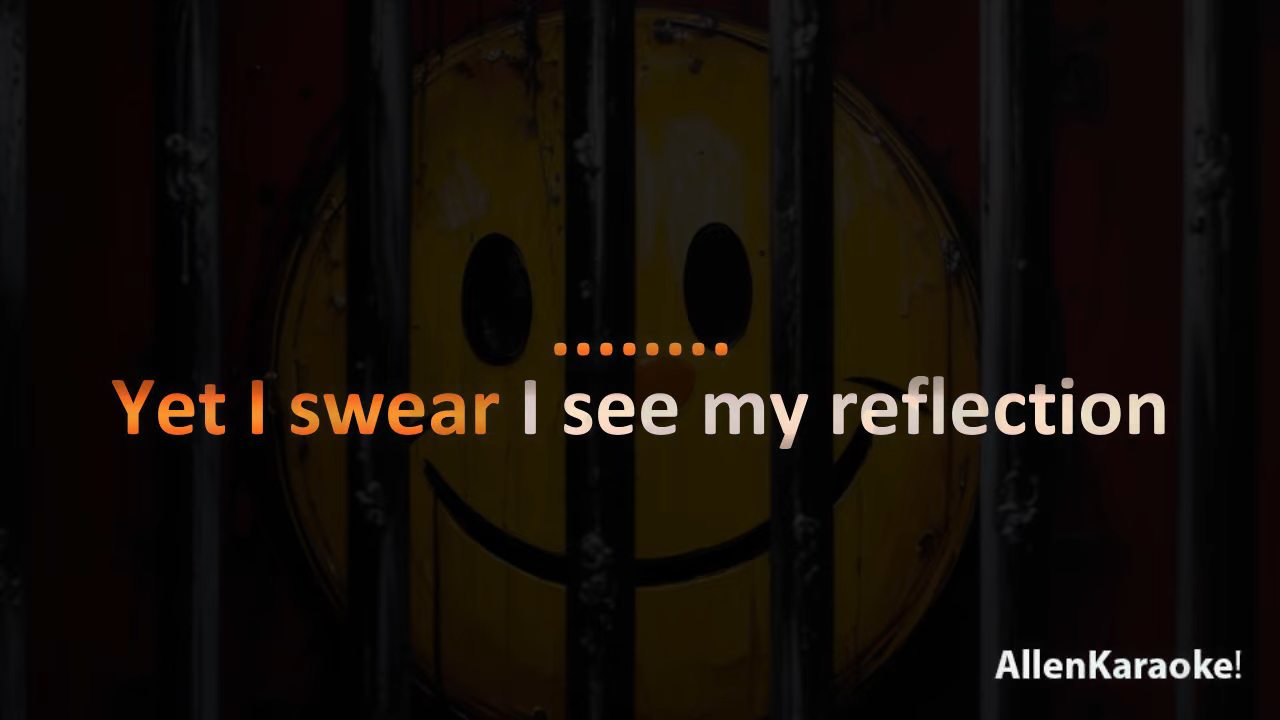 ........
Yet I swear I see my reflection
AllenKaraoke!